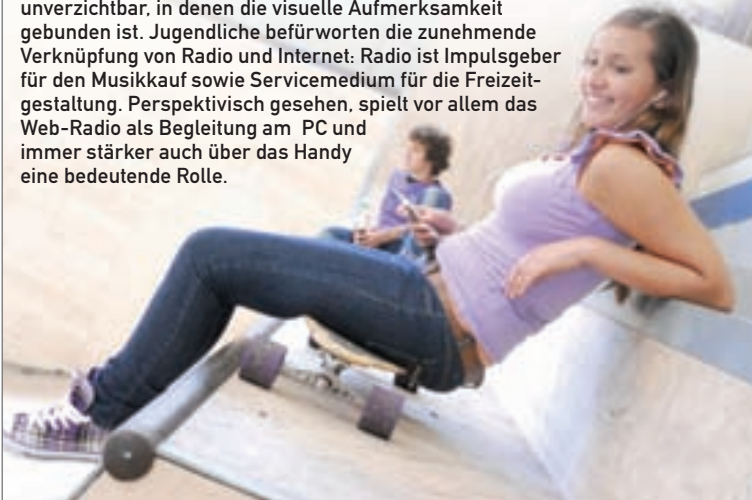 unverzichtbar, in denen die visuelle Aufmerksamkeit
gebunden ist. Jugendliche befürworten die zunehmende
Verknüpfung von Radio und Internet: Radio ist Impulsgeber
für den Musikkauf sowie Servicemedium für die Freizeit-
gestaltung. Perspektivisch gesehen, spielt vor allem das
Web-Radio als Begleitung am PC und
immer stärker auch über das Handy
eine bedeutende Rolle.